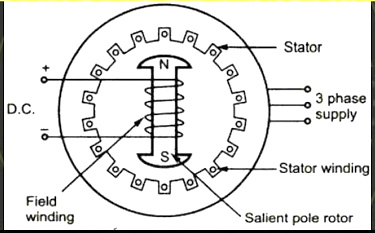 N
Stator
+
D.C.
3 phase
supply
–
S
Stator winding
Field
winding
Salient pole rotor